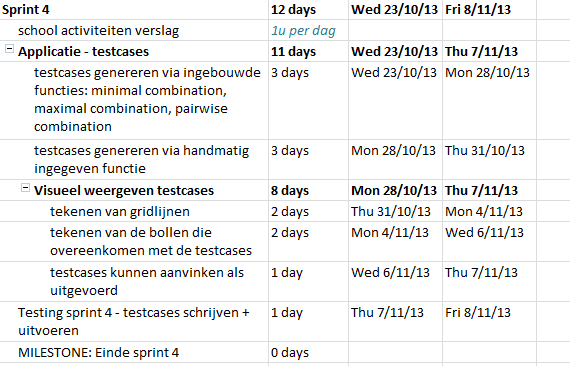 Sprint 4 12 days Wed 23/10/13 Fri 8/11/13
school activiteiten verslag 1u per dag
Applicatie - testcases 11 days Wed 23/10/13 Thu 7/11/13
testcases genereren via ingebouwde 3 days Wed 23/10/13 Mon 28/10/13
functies: minimal combination,
maximal combination, pairwise
combination
testcases genereren via handmatig 3 days Mon 28/10/13 Thu 31/10/13
ingegeven functie
Visueel weergeven testcases 8 days Mon 28/10/13 Thu 7/11/13
tekenen van gridlijnen 2 days Thu 31/10/13 Mon 4/11/13
tekenen van de bollen die 2 days Mon 4/11/13 Wed 6/11/13
overeenkomen met de testcases
testcases kunnen aanvinken als 1 day Wed 6/11/13 Thu 7/11/13
uitgevoerd
Testing sprint 4 - testcases schrijven + 1 day Thu 7/11/13 Fri 8/11/13
uitvoeren
MILESTONE: Einde sprint 4 0 days